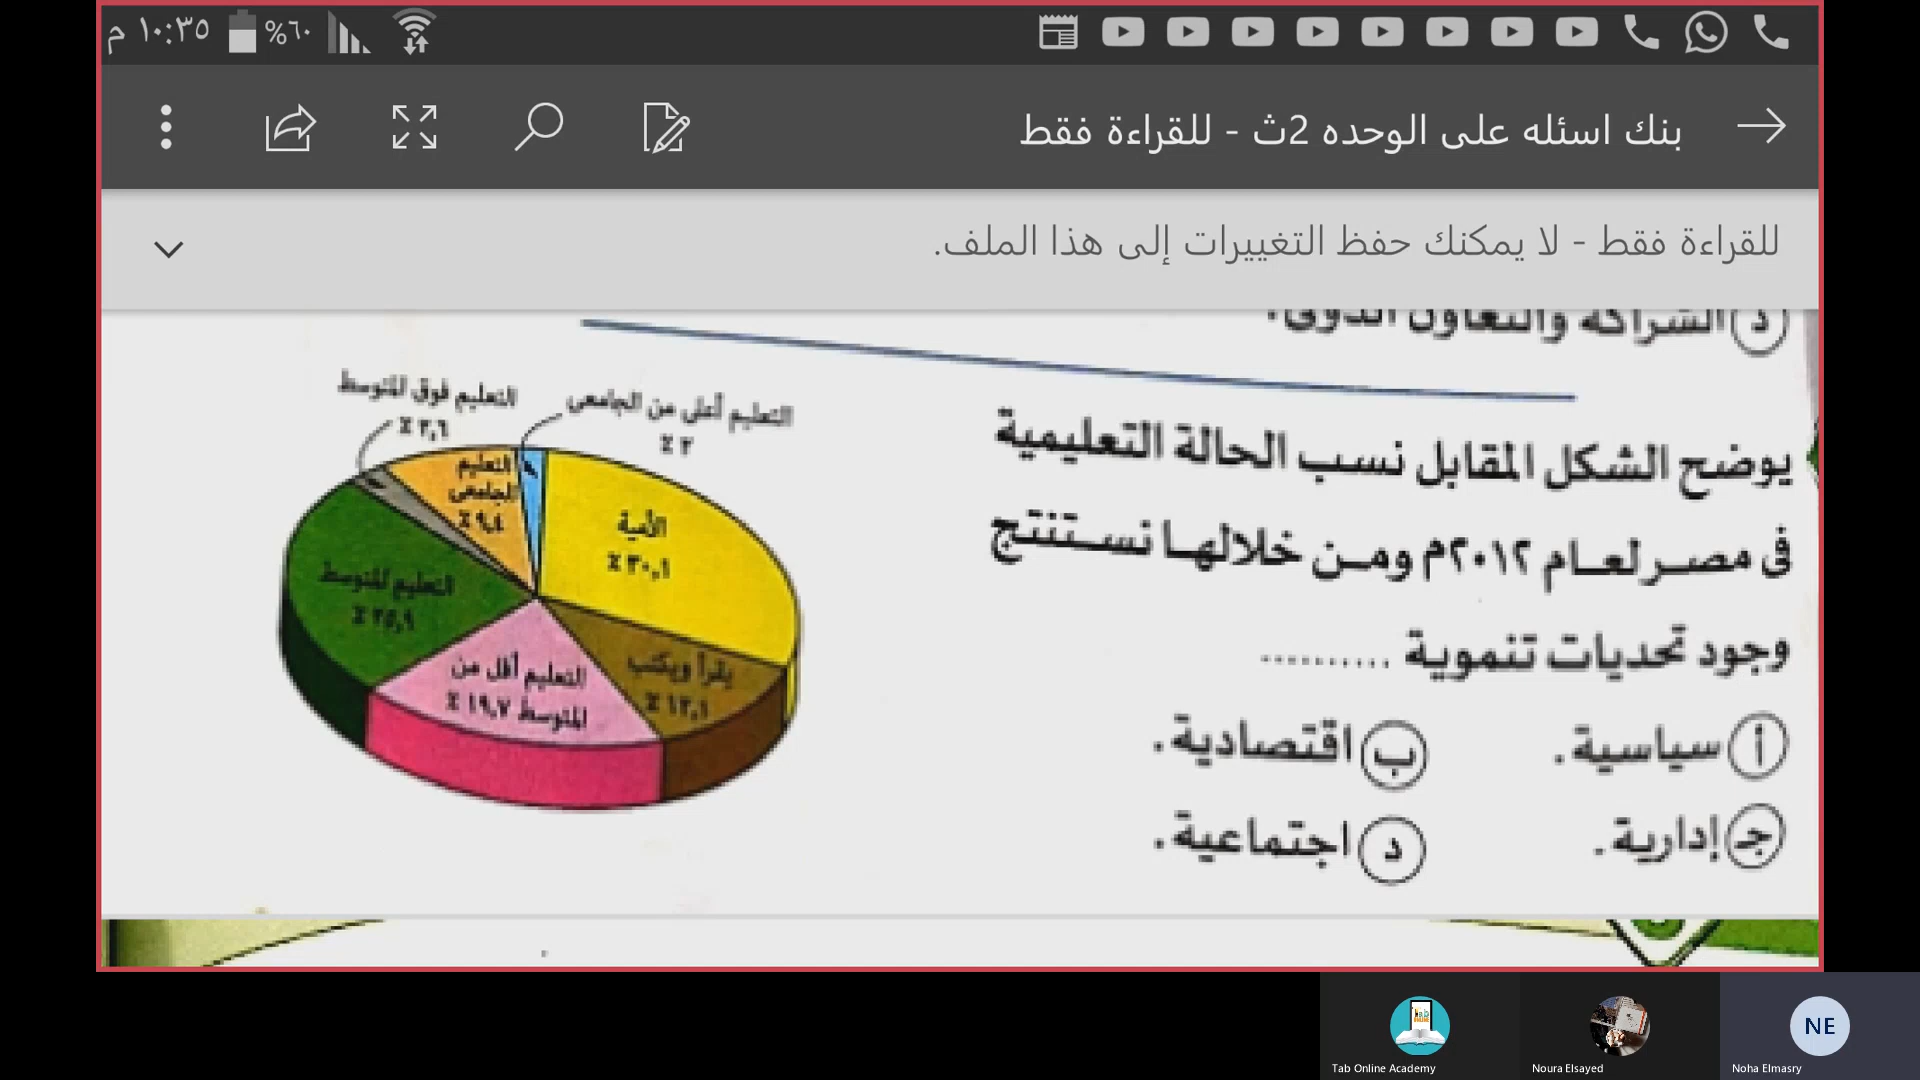 ١٠:٣٥ م
٦٠%
بنك اسئله على الوحده 2ث - للقراءة فقط
للقراءة فقط - لا يمكنك حفظ التغييرات إلى هذا الملف.
د الشراكة والتعاون الدولى.
يوضح الشكل المقابل نسب الحالة التعليمية
فى مصر لعام ٢٠١٢م ومن خلالها نستنتج
وجود تحديات تنموية ..........
أ سياسية.
ب اقتصادية.
جـ إدارية.
د اجتماعية.
التعليم فوق المتوسط
التعليم أعلى من الجامعى
التعليم
الجامعى
٩,٤ ٪
الأمية
٣٠,١ ٪
التعليم المتوسط
٢٥,٩ ٪
التعليم أقل من
المتوسط ١٩,٧ ٪
يقرأ ويكتب
١٢,١ ٪
Tab Online Academy
Noura Elsayed
NE
Noha Elmasry